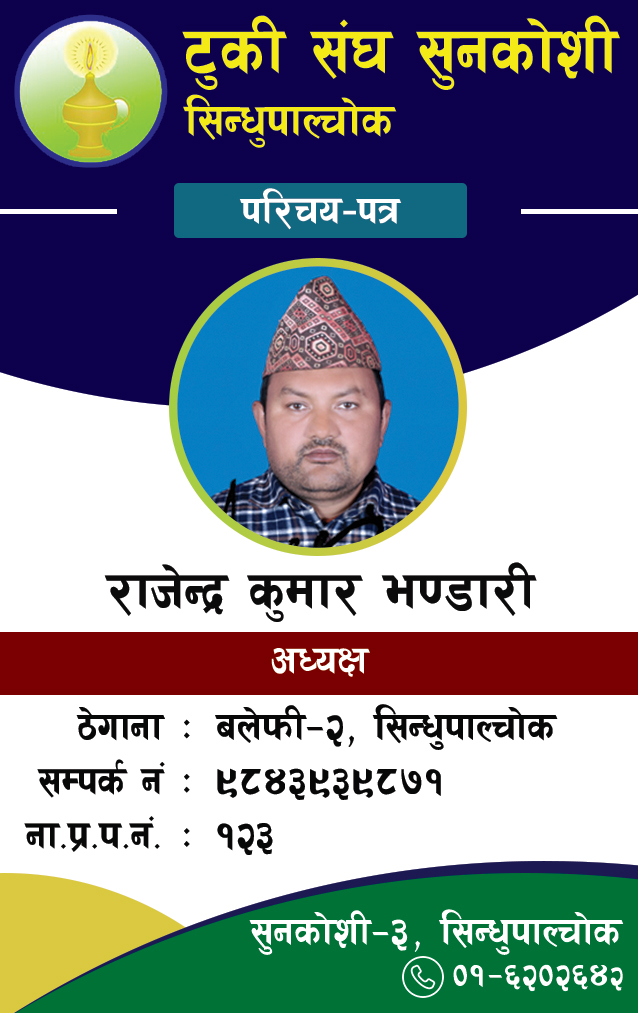 टुकी संघ सुनकोशी
सिन्धुपाल्चोक
परिचय-पत्र
राजेन्द्र कुमार भण्डारी
अध्यक्ष
ठेगाना : बलेफी-२, सिन्धुपाल्चोक
सम्पर्क नं : ९८४३९३९८७१
ना.प्र.प.नं. : १२३
सुनकोशी-३, सिन्धुपाल्चोक
०१-६२०२६४२